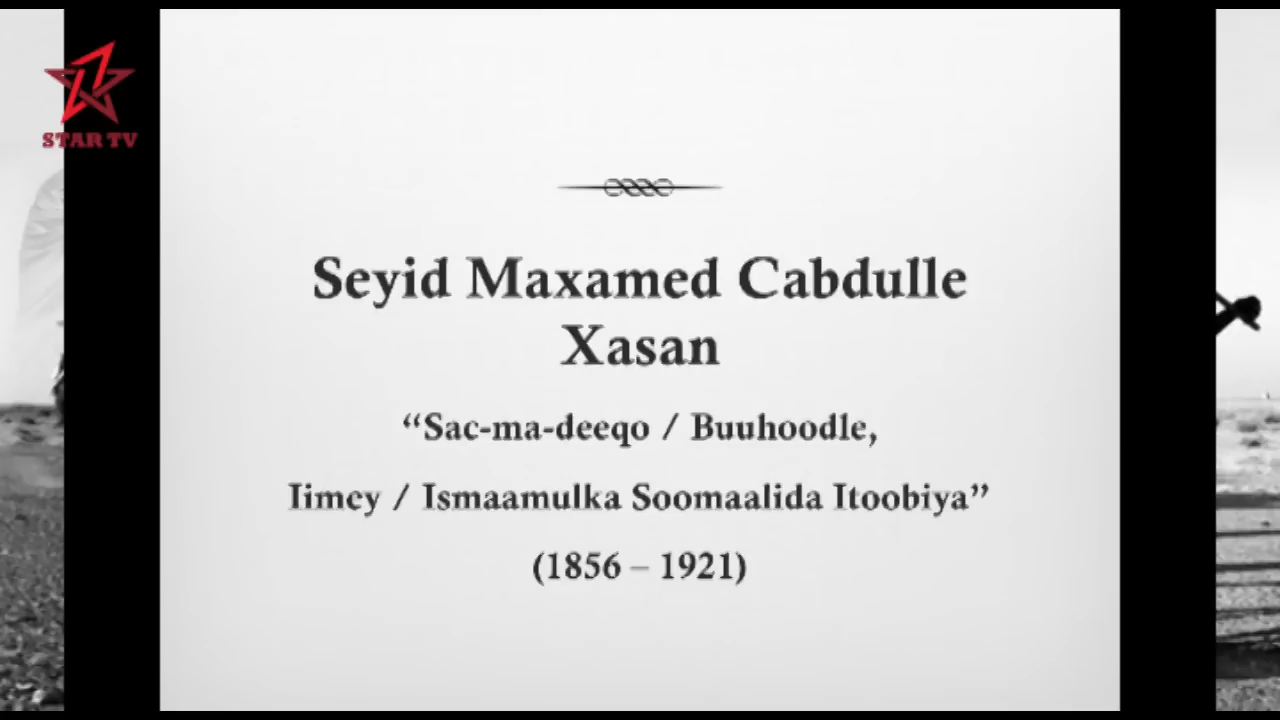 STAR TV
Seyid Maxamed Cabdulle
Xasan
“Sac-ma-deeqo / Buuhoodle,
Iimey / Ismaamulka Soomaalida Itoobiya”
(1856 – 1921)